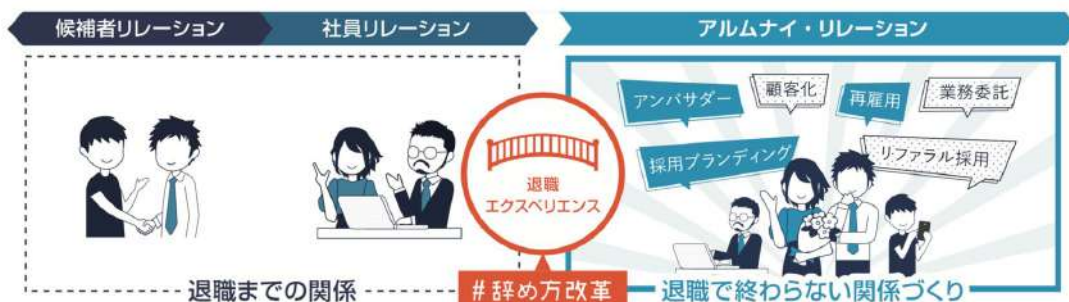 候補者リレーション
社員リレーション
アルムナイ・リレーション
アンバサダー
顧客化
再雇用
業務委託
採用ブランディング
リファラル採用
退職
エクスペリエンス
退職までの関係
#辞め方改革
退職で終わらない関係づくり